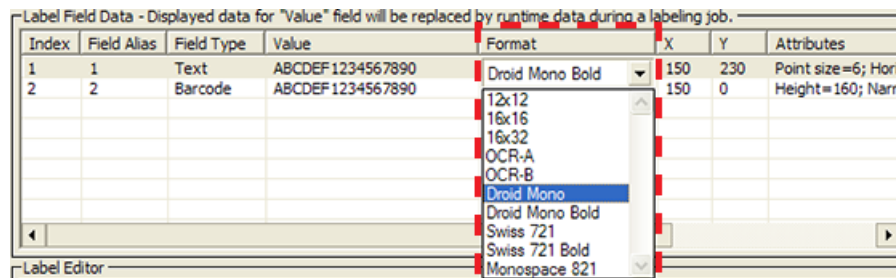 Label Field Data - Displayed data for "Value" field will be replaced by runtime data during a labeling job.
Index Field Alias Field Type Value Format X Y Attributes
1 1 Text ABCDEF1234567890 Droid Mono Bold 150 230 Point size=6; Hori
2 2 Barcode ABCDEF1234567890 150 0 Height=160; Narr
12x12
16x16
16x32
OCR-A
OCR-B
Droid Mono
Droid Mono Bold
Swiss 721
Swiss 721 Bold
Monospace 821
Label Editor